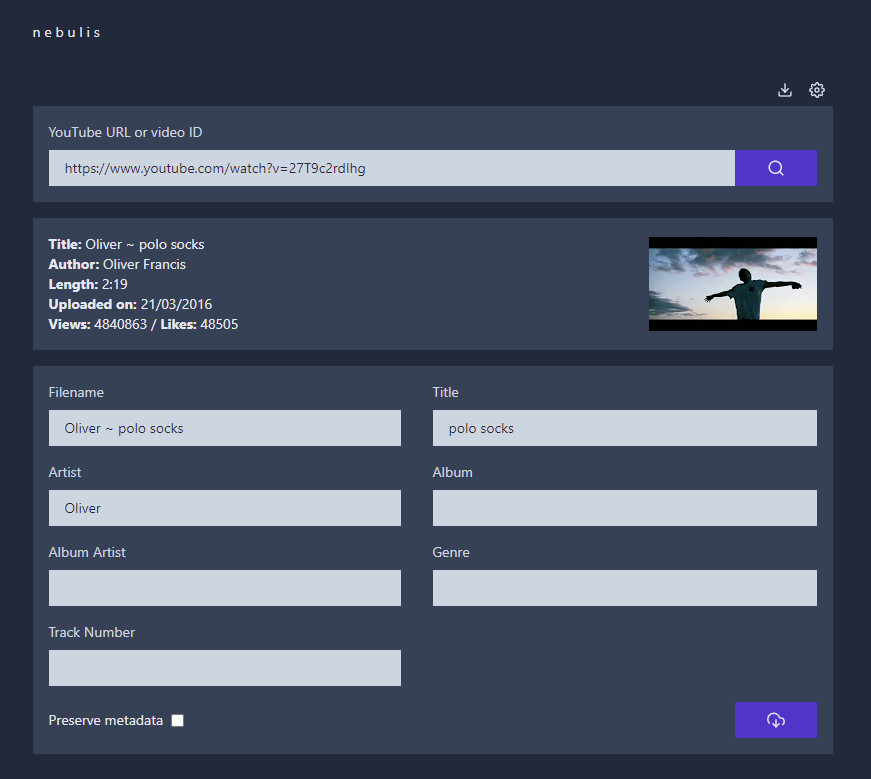 nebulis
YouTube URL or video ID
https://www.youtube.com/watch?v=27T9c2rdlhg
Title: Oliver ~ polo socks
Author: Oliver Francis
Length: 2:19
Uploaded on: 21/03/2016
Views: 4840863 / Likes: 48505
Filename
Title
Oliver ~ polo socks
polo socks
Artist
Album
Oliver
Album Artist
Genre
Track Number
Preserve metadata